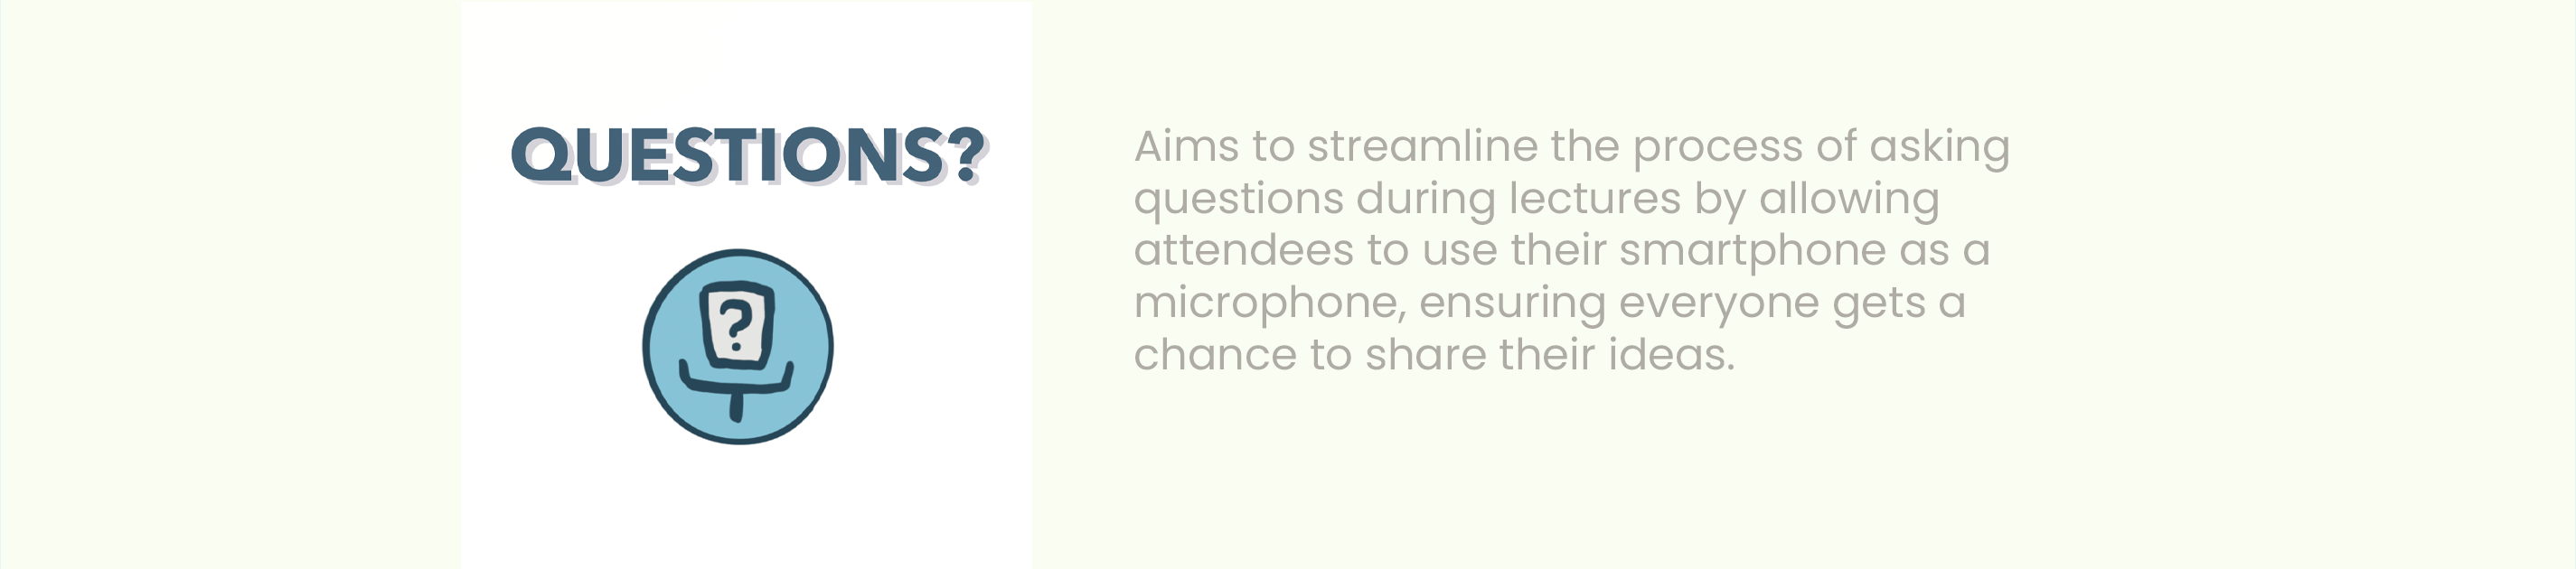 QUESTIONS?
?
Aims to streamline the process of asking
questions during lectures by allowing
attendees to use their smartphone as a
microphone, ensuring everyone gets a
chance to share their ideas.